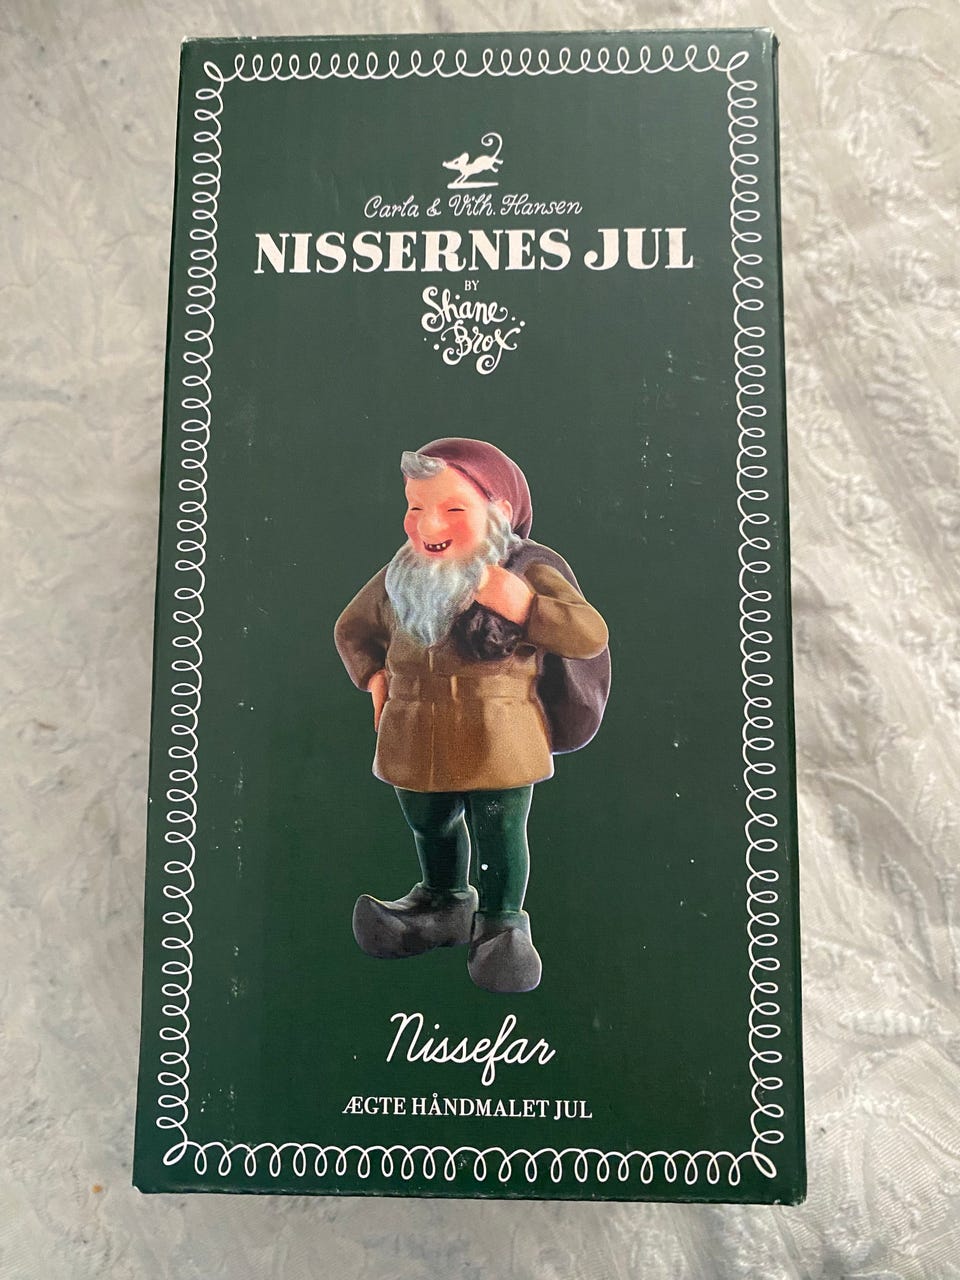 Carla & Vilh. Hansen
NISSERNES JUL
BY
Shane
Brox
Nissefar
ÆGTE HÅNDMALET JUL